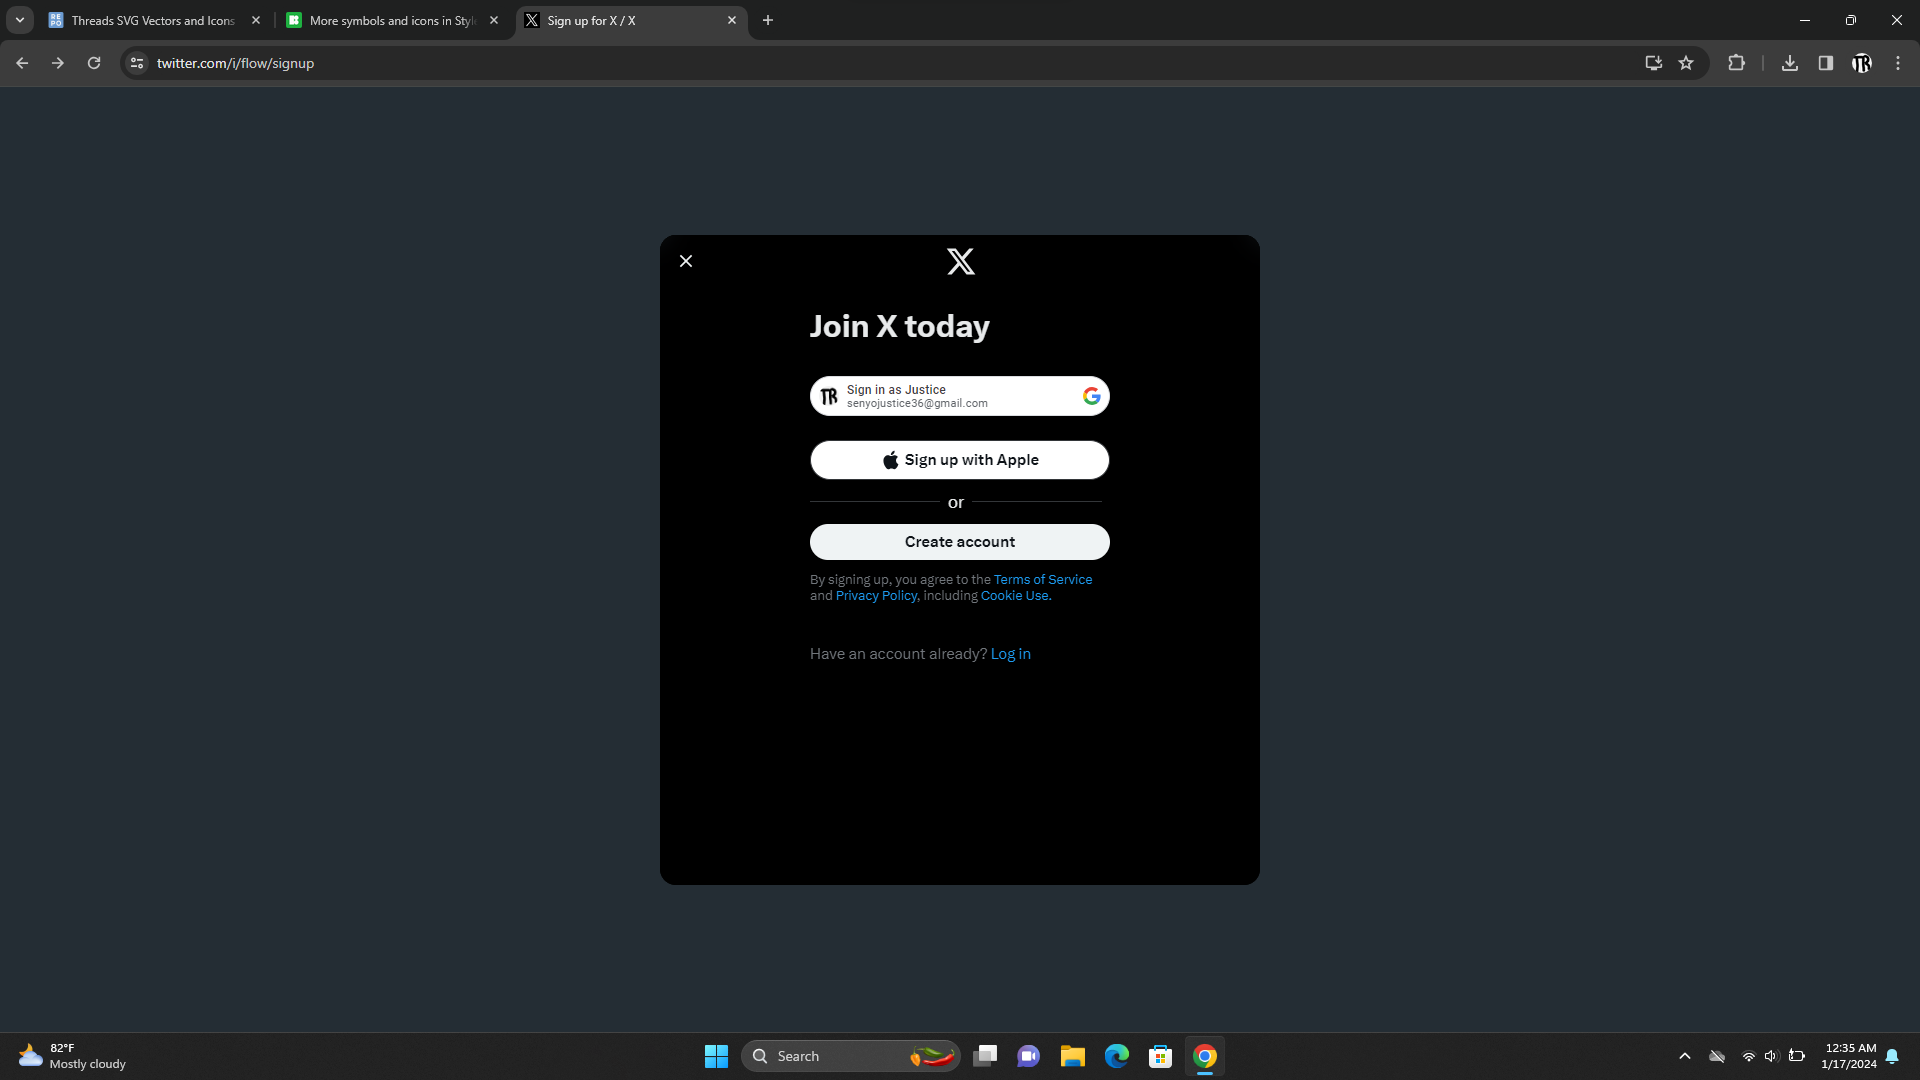 Threads SVG Vectors and Icons
More symbols and icons in Styl
Sign up for X / X
twitter.com/i/flow/signup
TR
X
Join X today
TR
Sign in as Justice
senyojustice36@gmail.com
G
Sign up with Apple
or
Create account
By signing up, you agree to the Terms of Service
and Privacy Policy, including Cookie Use.
Have an account already? Log in
82°F
Mostly cloudy
Search
12:35 AM
1/17/2024